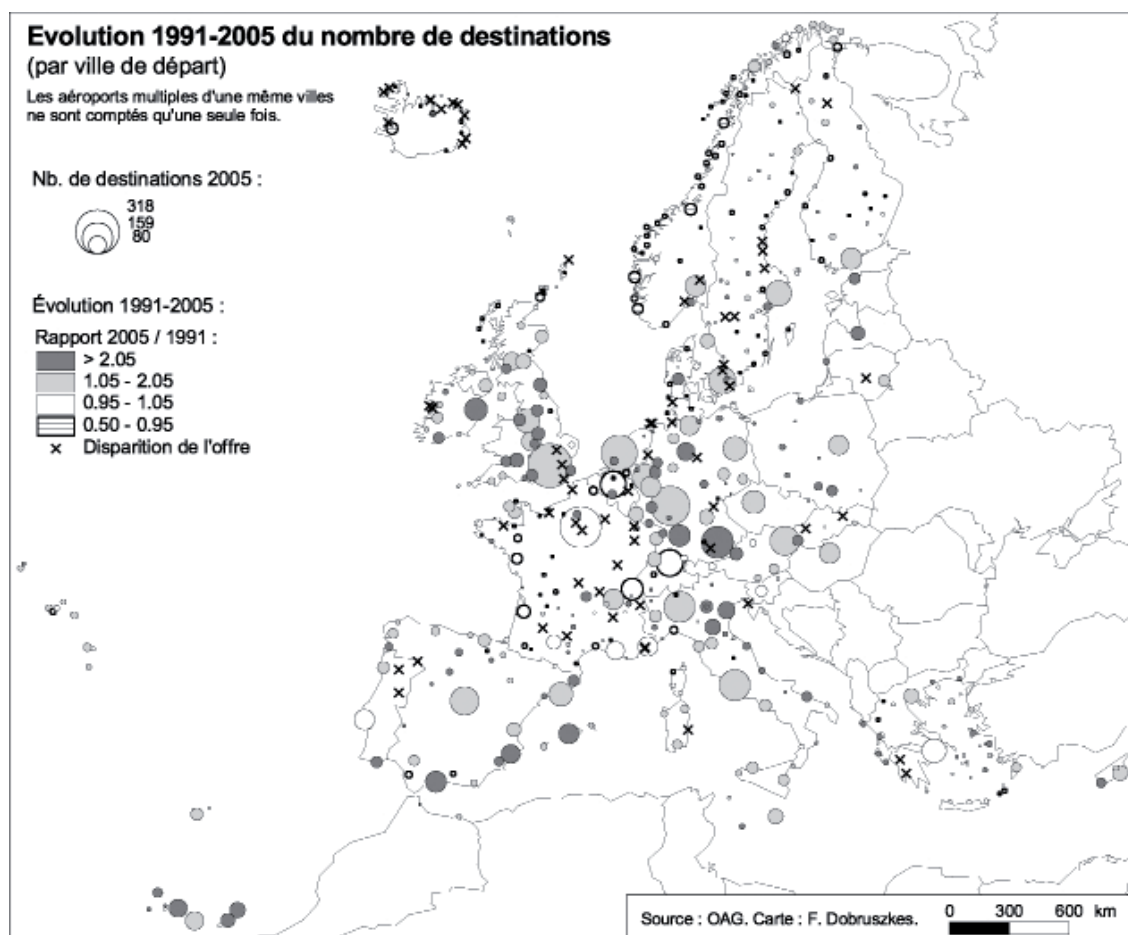 Evolution 1991-2005 du nombre de destinations
(par ville de départ)
Les aéroports multiples d'une même villes
ne sont comptés qu'une seule fois.
Nb. de destinations 2005 :
318
159
80
Évolution 1991-2005 :
Rapport 2005 / 1991 :
> 2.05
1.05 - 2.05
0.95 - 1.05
0.50 - 0.95
Disparition de l'offre
Source : OAG. Carte : F. Dobruszkes.
0 300 600 km